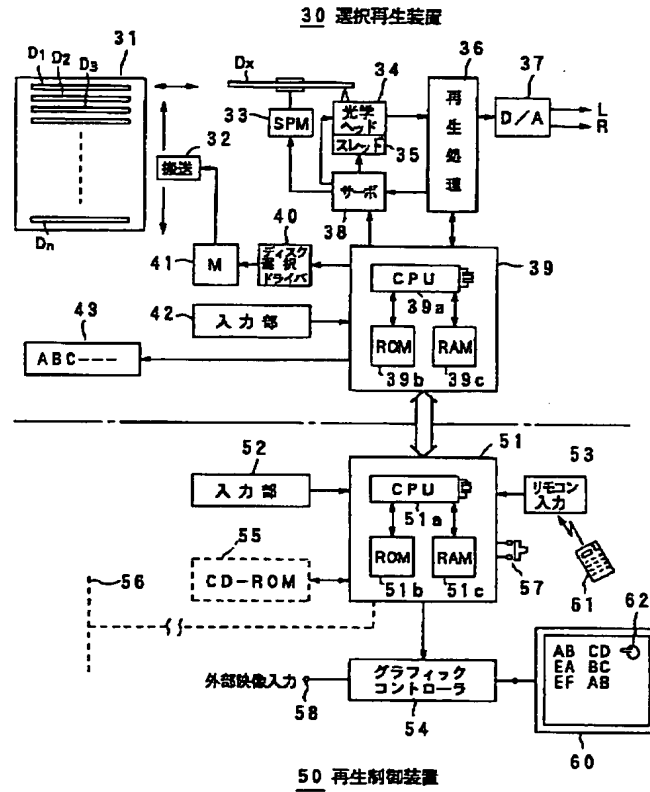 30 選択再生装置
31
D1
D2
D3
Dn
32
搬送
Dx
33
SPM
34
光学ヘッド
スレッド
35
36
再生処理
37
D/A
L
R
サーボ
38
41
M
40
ディスク選択ドライバ
39
CPU
39a
ROM
39b
RAM
39c
42
入力部
43
ABC---
51
52
入力部
CPU
51a
ROM
51b
RAM
51c
53
リモコン入力
55
CD-ROM
56
57
61
62
AB CD
EA BC
EF AB
60
外部映像入力
58
グラフィックコントローラ
54
50 再生制御装置